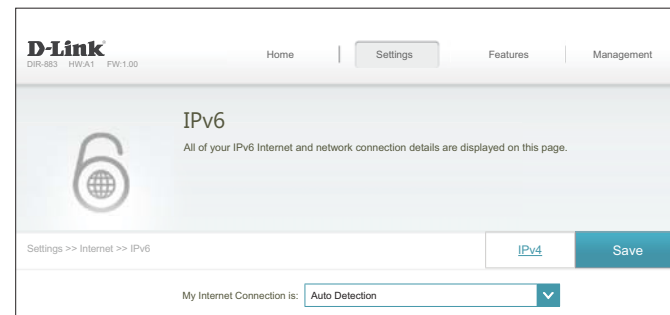 D-Link
DIR-883 HW:A1 FW:1.00
Home Settings Features Management
IPv6
All of your IPv6 Internet and network connection details are displayed on this page.
Settings >> Internet >> IPv6
IPv4
Save
My Internet Connection is: Auto Detection